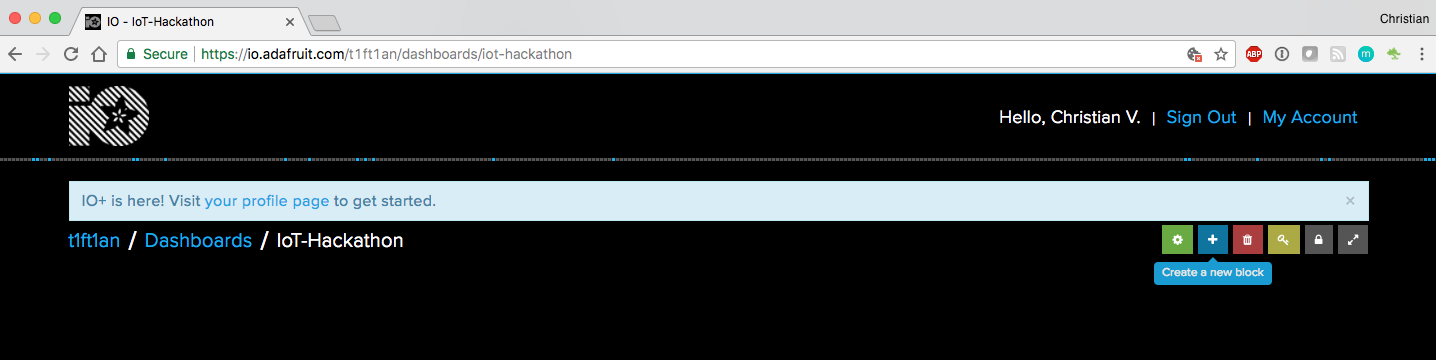 IO - IoT-Hackathon
Christian
Secure https://io.adafruit.com/t1ft1an/dashboards/iot-hackathon
ABP
m
iO
Hello, Christian V. | Sign Out | My Account
IO+ is here! Visit your profile page to get started.
t1ft1an / Dashboards / IoT-Hackathon
Create a new block